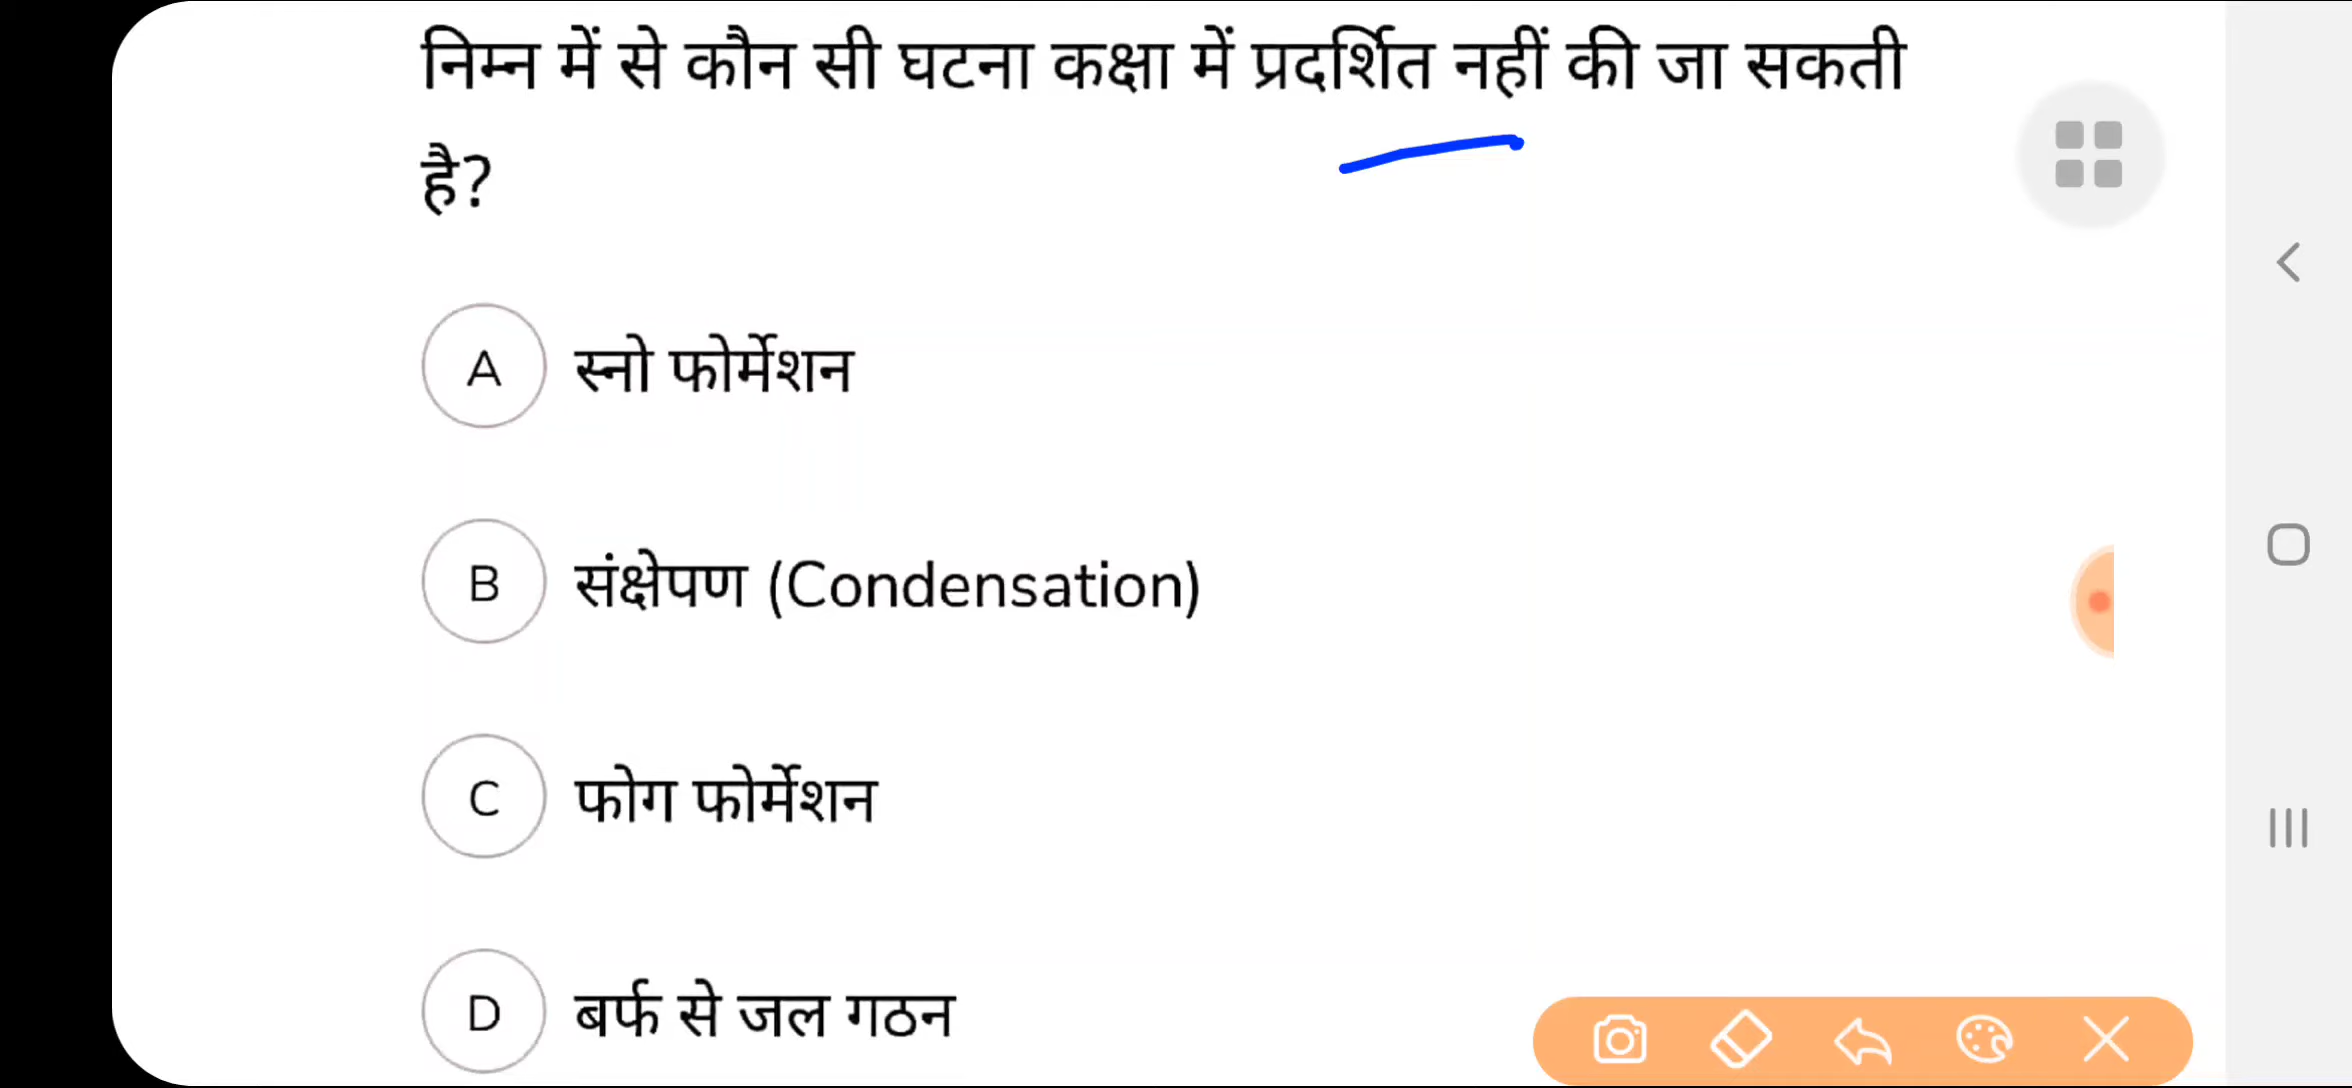 निम्न में से कौन सी घटना कक्षा में प्रदर्शित नहीं की जा सकती
है?
A स्नो फोर्मेशन
B संक्षेपण (Condensation)
C फोग फोर्मेशन
D बर्फ से जल गठन